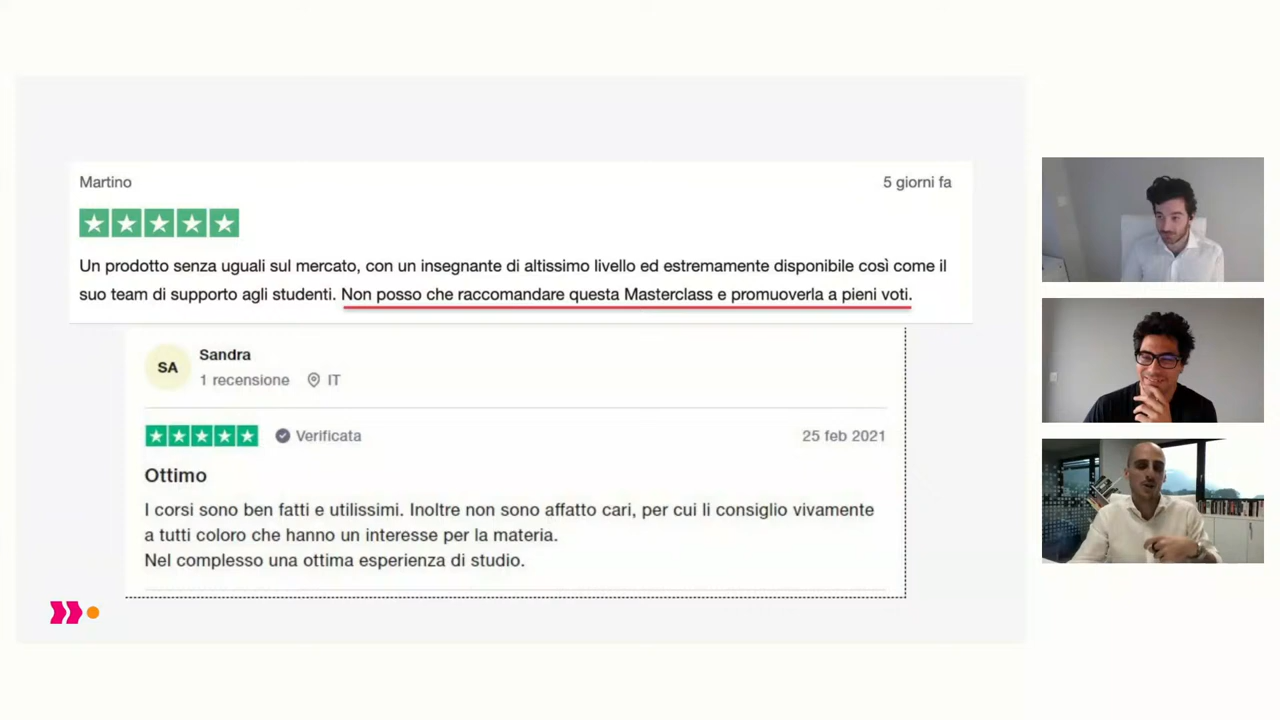 Martino
5 giorni fa
Un prodotto senza uguali sul mercato, con un insegnante di altissimo livello ed estremamente disponibile così come il
suo team di supporto agli studenti. Non posso che raccomandare questa Masterclass e promuoverla a pieni voti.
SA
Sandra
1 recensione
IT
Verificata
25 feb 2021
Ottimo
I corsi sono ben fatti e utilissimi. Inoltre non sono affatto cari, per cui li consiglio vivamente
a tutti coloro che hanno un interesse per la materia.
Nel complesso una ottima esperienza di studio.